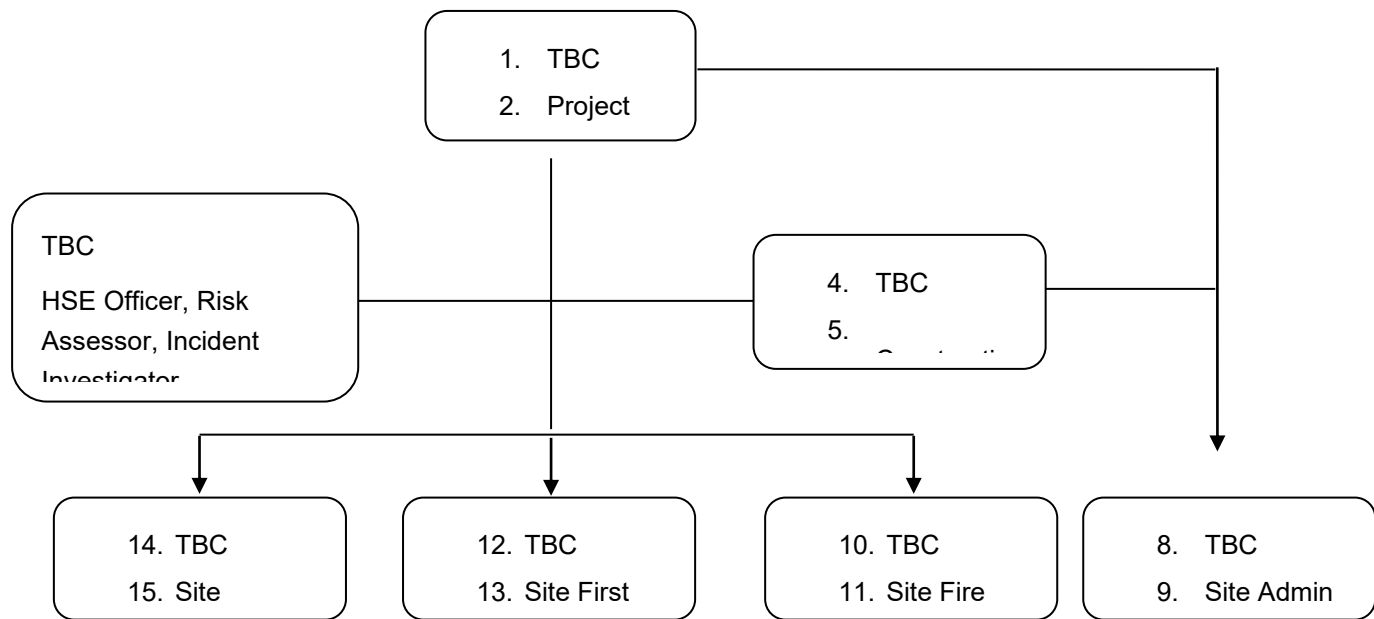 1. TBC
2. Project
TBC
HSE Officer, Risk
Assessor, Incident
Investigator
4. TBC
5.
14. TBC
15. Site
12. TBC
13. Site First
10. TBC
11. Site Fire
8. TBC
9. Site Admin